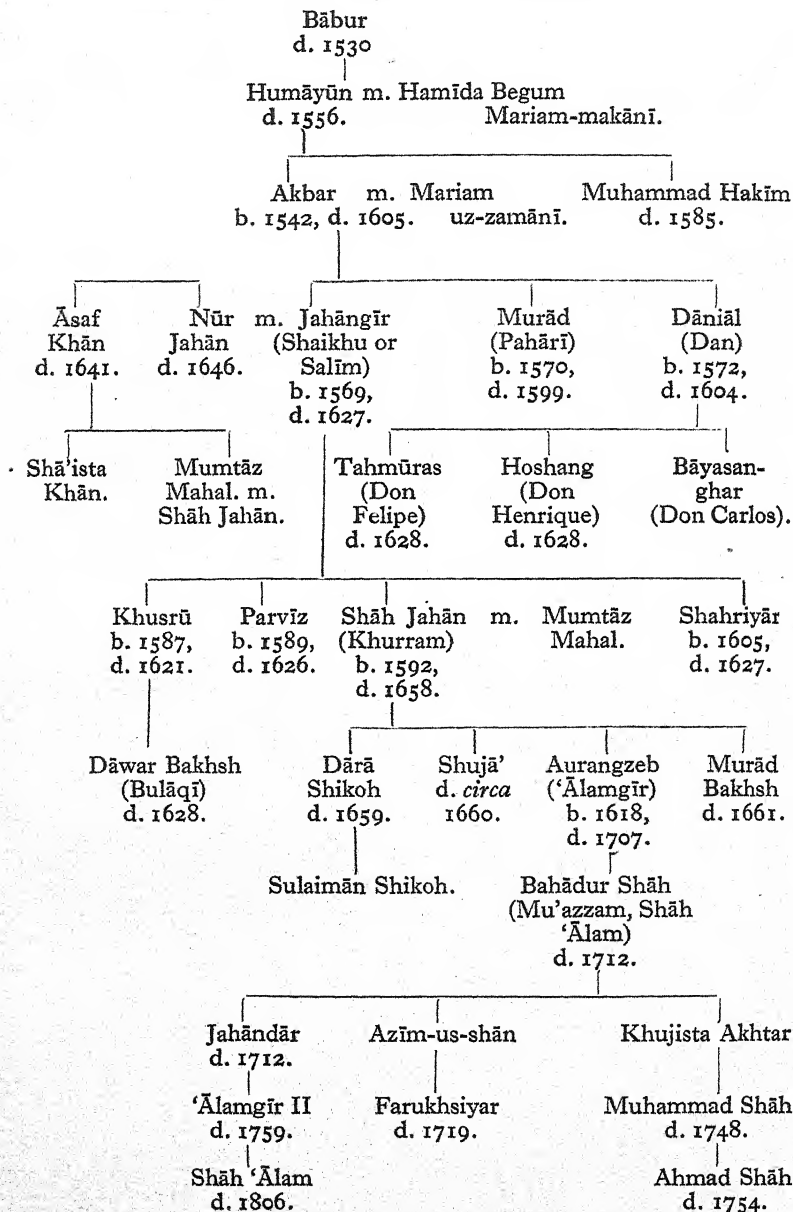 Bābur
d. 1530
Humāyūn m. Hamīda Begum
d. 1556. Mariam-makānī.
Akbar m. Mariam Muhammad Hakīm
b. 1542, d. 1605. uz-zamānī. d. 1585.
Āsaf Nūr m. Jahāngīr Murād Dāniāl
Khān Jahān (Shaikhu or (Pahārī) (Dan)
d. 1641. d. 1646. Salīm) b. 1570, b. 1572,
b. 1569, d. 1599. d. 1604.
d. 1627.
Shā'ista Mumtāz Tahmūras Hoshang Bāyasan-
Khān. Mahal. m. (Don (Don ghar
Shāh Jahān. Felipe) Henrique) (Don Carlos).
d. 1628. d. 1628.
Khusrū Parvīz Shāh Jahān m. Mumtāz Shahriyār
b. 1587, b. 1589, (Khurram) Mahal. b. 1605,
d. 1621. d. 1626. b. 1592, d. 1627.
d. 1658.
Dāwar Bakhsh Dārā Shujā' Aurangzeb Murād
(Bulāqī) Shikoh d. circa (‘Ālamgīr) Bakhsh
d. 1628. d. 1659. 1660. b. 1618, d. 1661.
d. 1707.
Sulaimān Shikoh. Bahādur Shāh
(Mu'azzam, Shāh
‘Ālam)
d. 1712.
Jahāndār Azīm-us-shān Khujista Akhtar
d. 1712.
‘Ālamgīr II Farukhsiyar Muhammad Shāh
d. 1759. d. 1719. d. 1748.
Shāh ‘Ālam Ahmad Shāh
d. 1806. d. 1754.